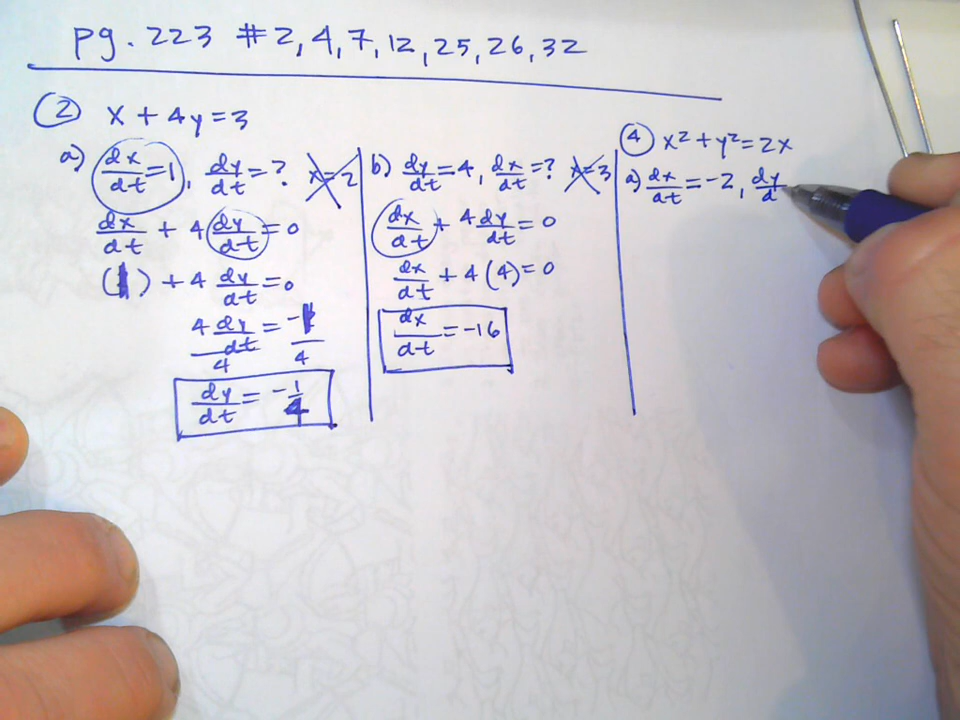 pg. 223 #2, 4, 7, 12, 25, 26, 32
② x + 4y = 3
a) dx/dt = 1, dy/dt = ? x = 2
dx/dt + 4 dy/dt = 0
(1) + 4 dy/dt = 0
4 dy/dt / 4 = -1 / 4
dy/dt = -1/4
b) dy/dt = 4, dx/dt = ? x = 3
dx/dt + 4 dy/dt = 0
dx/dt + 4(4) = 0
dx/dt = -16
④ x² + y² = 2x
a) dx/dt = -2, dy/d